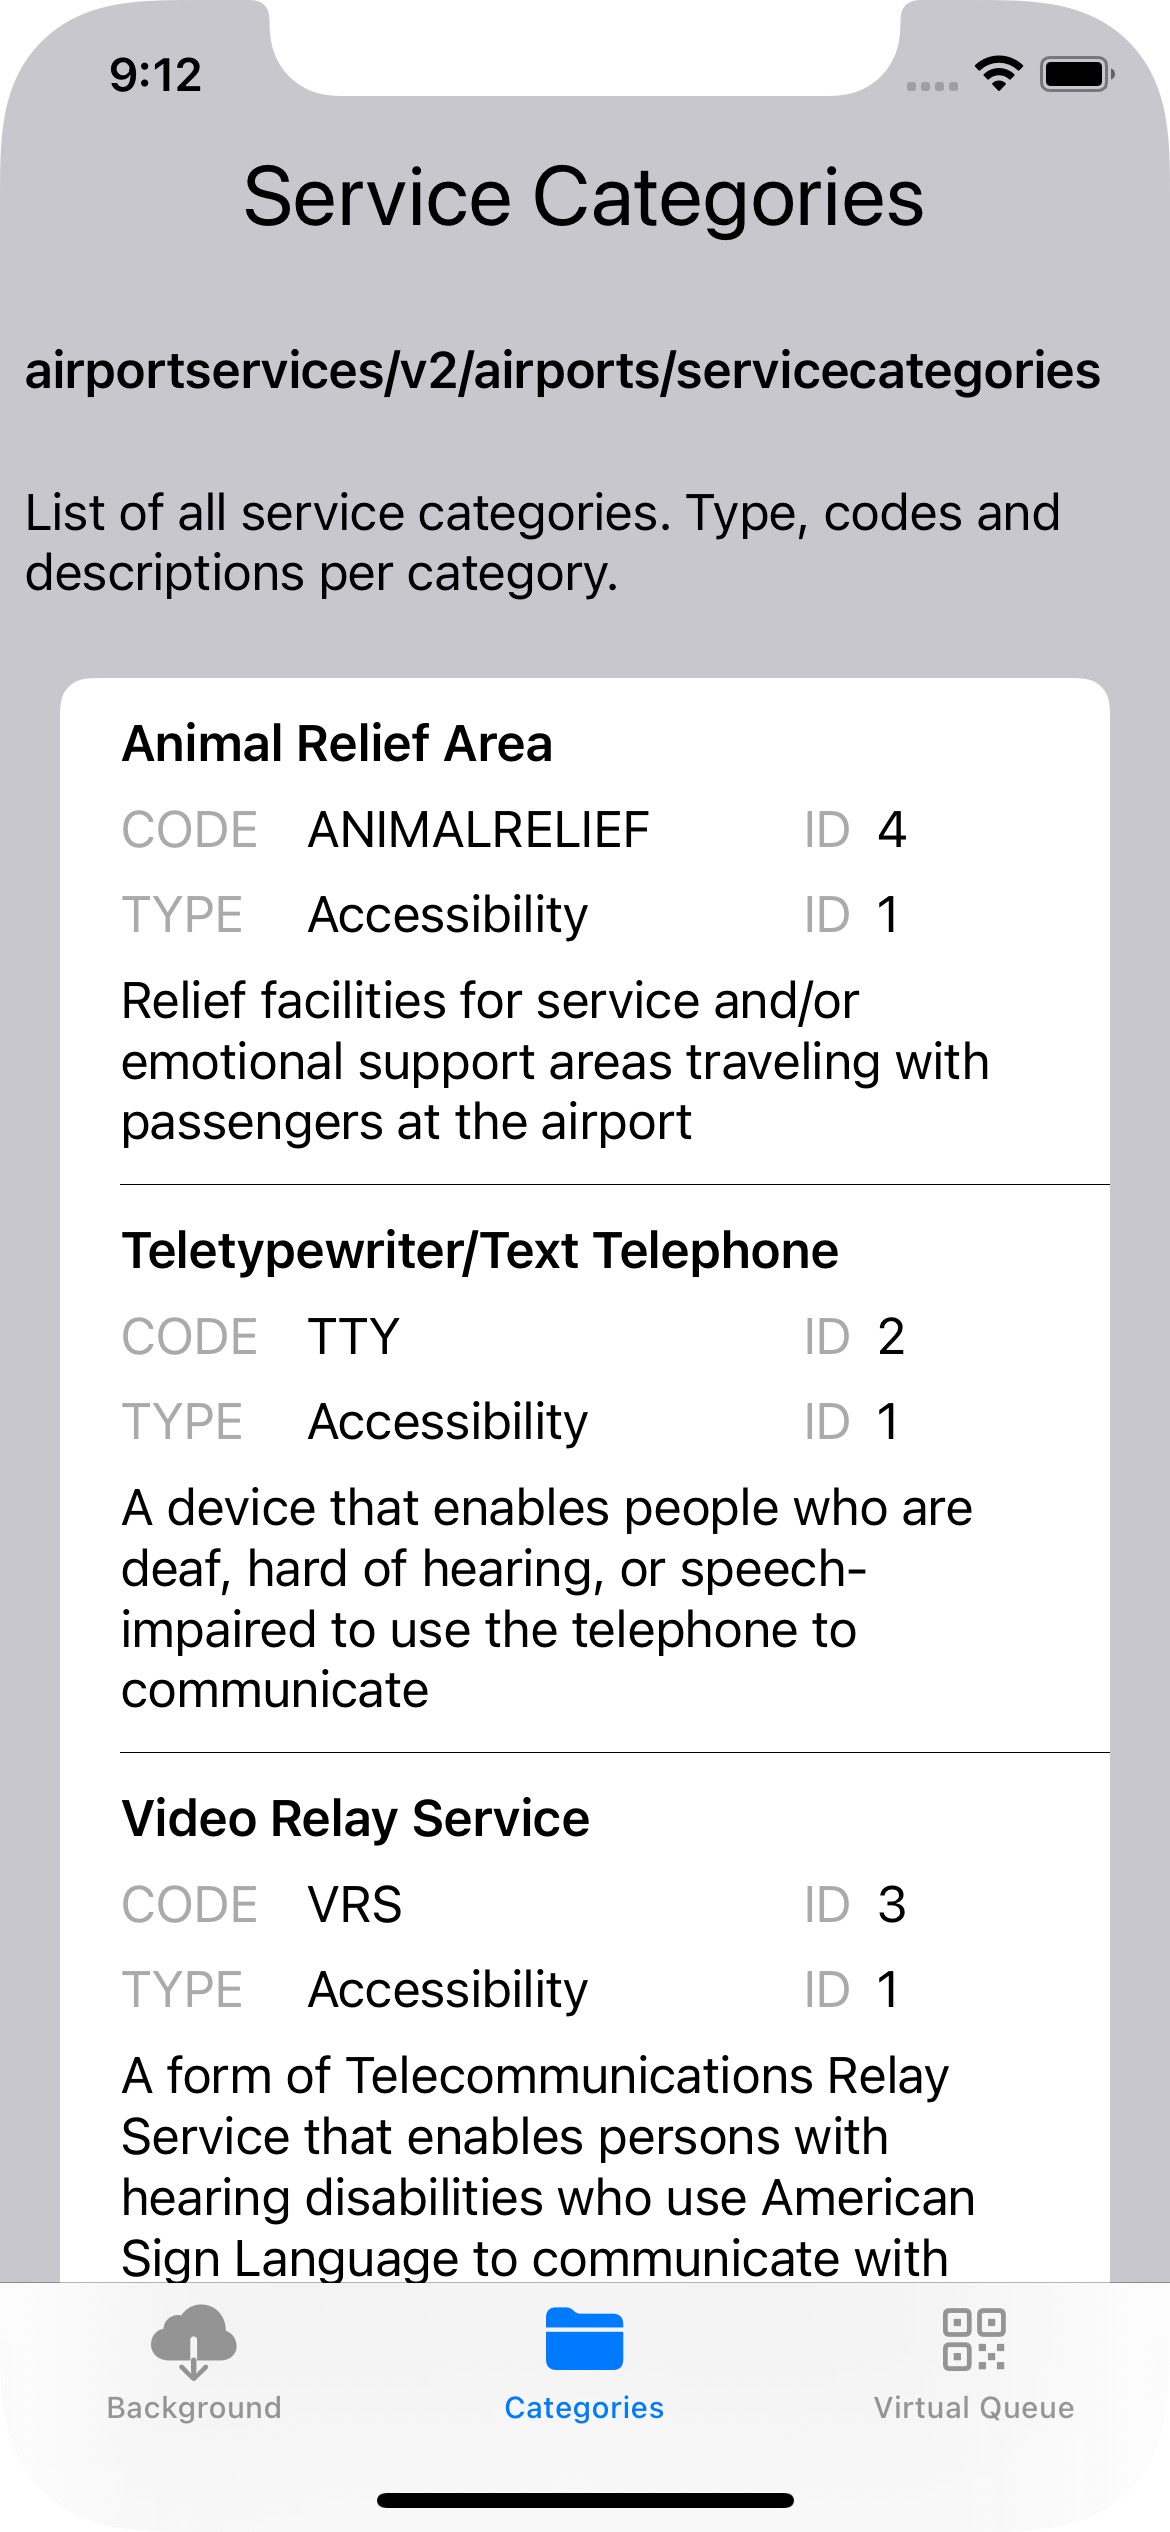 9:12
Service Categories
airportservices/v2/airports/servicecategories
List of all service categories. Type, codes and
descriptions per category.
Animal Relief Area
CODE ANIMALRELIEF ID 4
TYPE Accessibility ID 1
Relief facilities for service and/or
emotional support areas traveling with
passengers at the airport
Teletypewriter/Text Telephone
CODE TTY ID 2
TYPE Accessibility ID 1
A device that enables people who are
deaf, hard of hearing, or speech-
impaired to use the telephone to
communicate
Video Relay Service
CODE VRS ID 3
TYPE Accessibility ID 1
A form of Telecommunications Relay
Service that enables persons with
hearing disabilities who use American
Sign Language to communicate with
Background Categories Virtual Queue